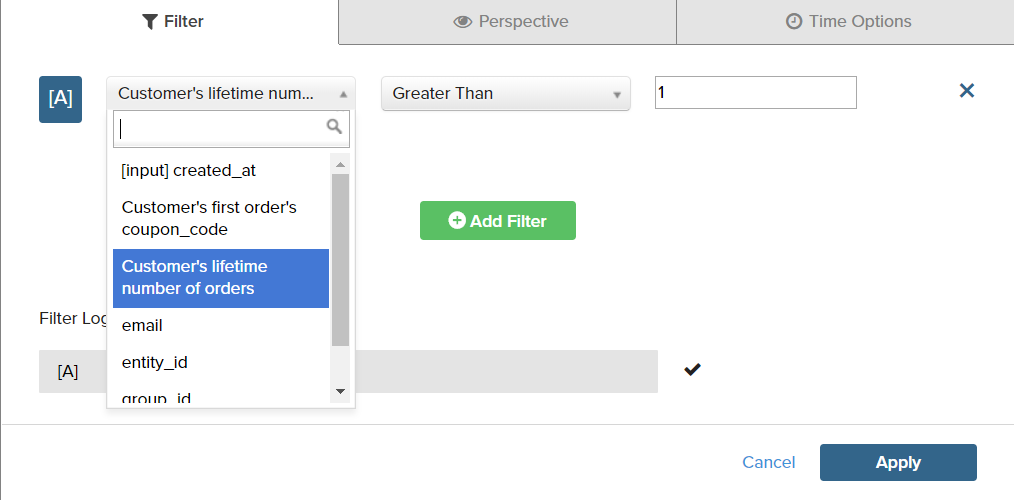 Filter
Perspective
Time Options
[A]
Customer's lifetime num...
Greater Than
1
[input] created_at
Customer's first order's
coupon_code
Customer's lifetime
number of orders
email
entity_id
group_id
Add Filter
Filter Log
[A]
Cancel
Apply